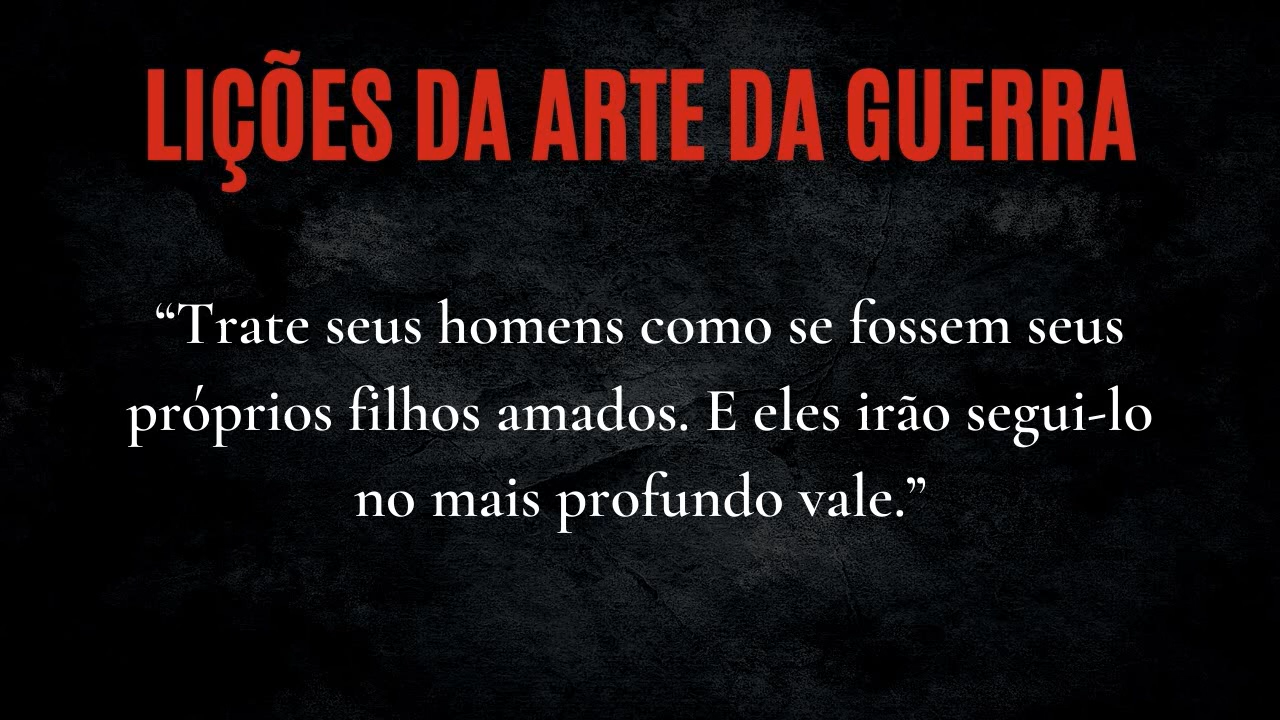 LIÇÕES DA ARTE DA GUERRA
“Trate seus homens como se fossem seus
próprios filhos amados. E eles irão segui-lo
no mais profundo vale.”